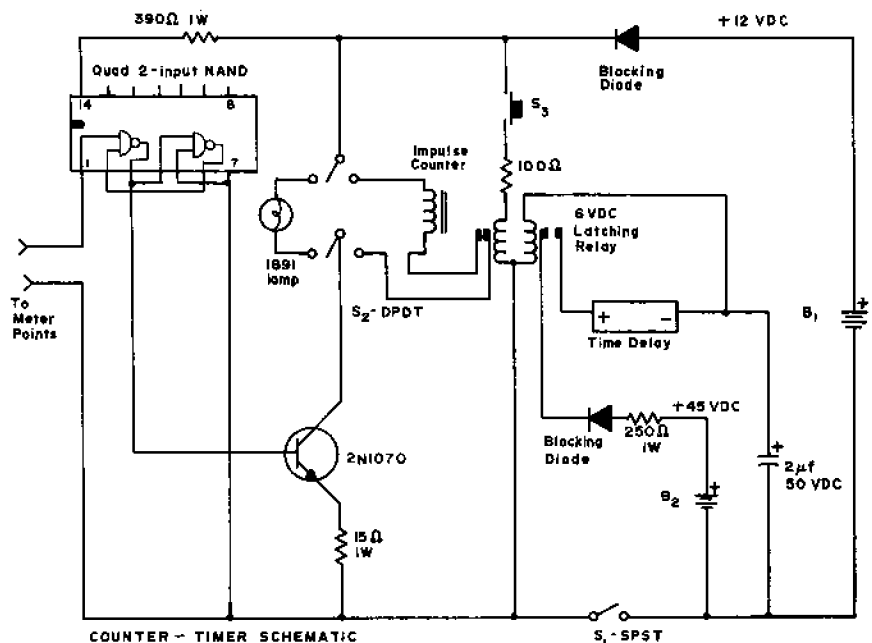 390Ω 1W
+12 VDC
Quad 2-input NAND
14
8
1
7
Blocking
Diode
S3
Impulse
Counter
100Ω
6 VDC
Latching
Relay
1891
lamp
S2-DPDT
To
Meter
Points
+
-
Time Delay
B1
+
+45 VDC
250Ω
1W
Blocking
Diode
2N1070
B2
+
+
2μf
50 VDC
15Ω
1W
COUNTER - TIMER SCHEMATIC
S1-SPST